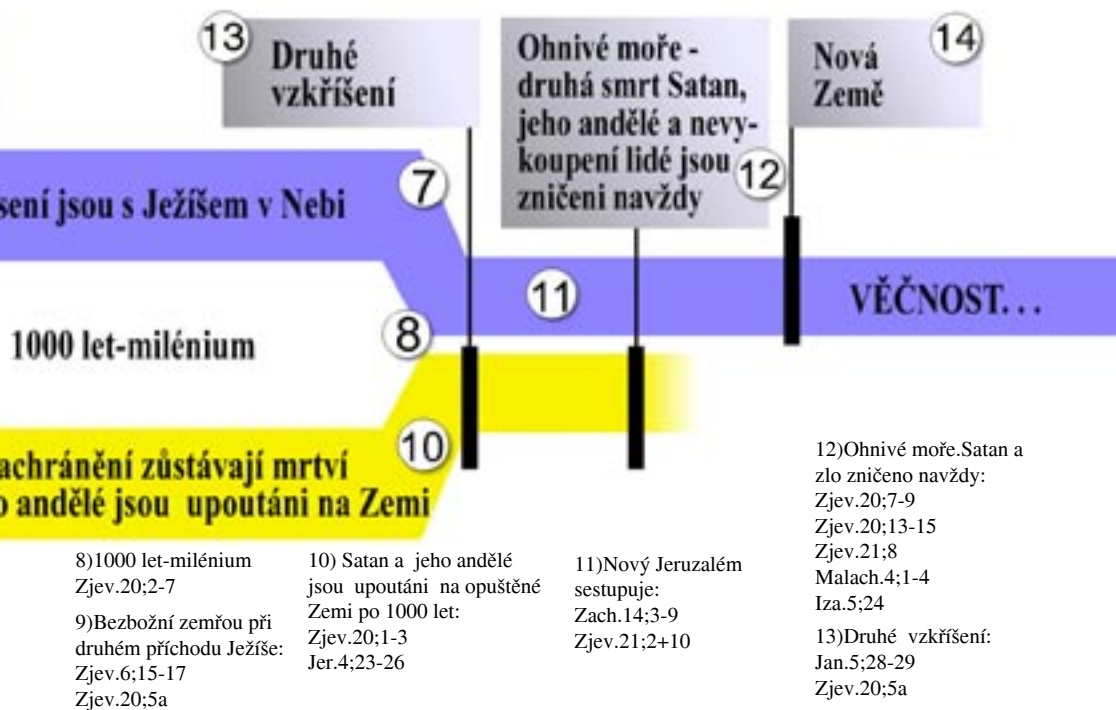 13
Druhé
vzkříšení
Ohnivé moře -
druhá smrt Satan,
jeho andělé a nevy-
koupení lidé jsou
zničeni navždy
12
14
Nová
Země
jsou s Ježíšem v Nebi
7
11
VĚČNOST...
1000 let-milénium
8
zůstávají mrtví
andělé jsou upoutáni na Zemi
10
8)1000 let-milénium
Zjev.20;2-7
9)Bezbožní zemřou při
druhém příchodu Ježíše:
Zjev.6;15-17
Zjev.20;5a
10) Satan a jeho andělé
jsou upoutáni na opuštěné
Zemi po 1000 let:
Zjev.20;1-3
Jer.4;23-26
11)Nový Jeruzalém
sestupuje:
Zach.14;3-9
Zjev.21;2+10
12)Ohnivé moře.Satan a
zlo zničeno navždy:
Zjev.20;7-9
Zjev.20;13-15
Zjev.21;8
Malach.4;1-4
Iza.5;24
13)Druhé vzkříšení:
Jan.5;28-29
Zjev.20;5a